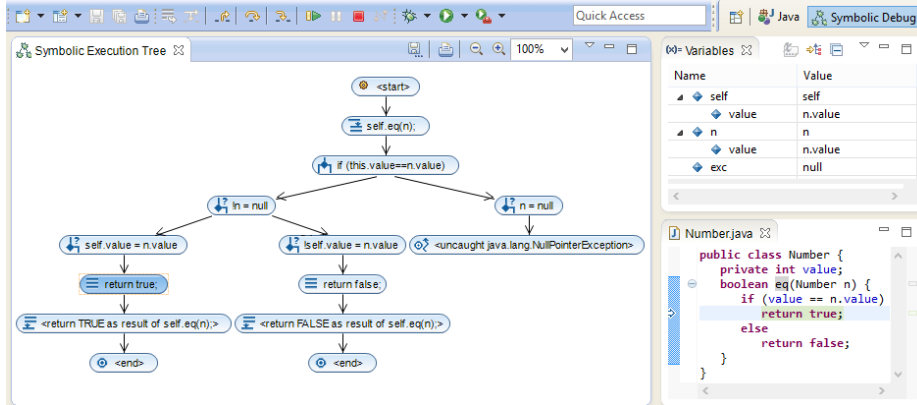 Quick Access
Java
Symbolic Debug
Symbolic Execution Tree
100%
<start>
self.eq(n);
if (this.value==n.value)
!n = null
n = null
self.value = n.value
!self.value = n.value
<uncaught java.lang.NullPointerException>
return true;
return false;
<return TRUE as result of self.eq(n);>
<return FALSE as result of self.eq(n);>
<end>
<end>
(x)= Variables
Name Value
self self
value n.value
n n
value n.value
exc null
Number.java
public class Number {
private int value;
boolean eq(Number n) {
if (value == n.value)
return true;
else
return false;
}
}